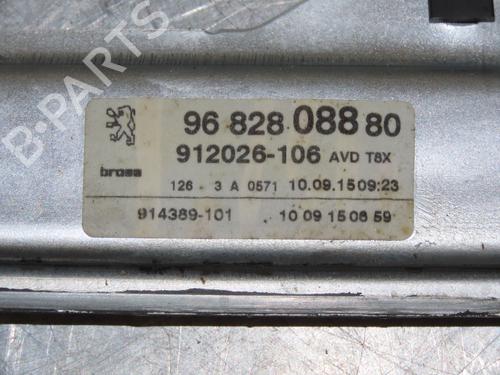 B-PARTS
96 828 088 80
912026-106 AVD T8X
brose
126 - 3 A 0571 10.09.15 09:23
914389-101 10 09 15 06 59